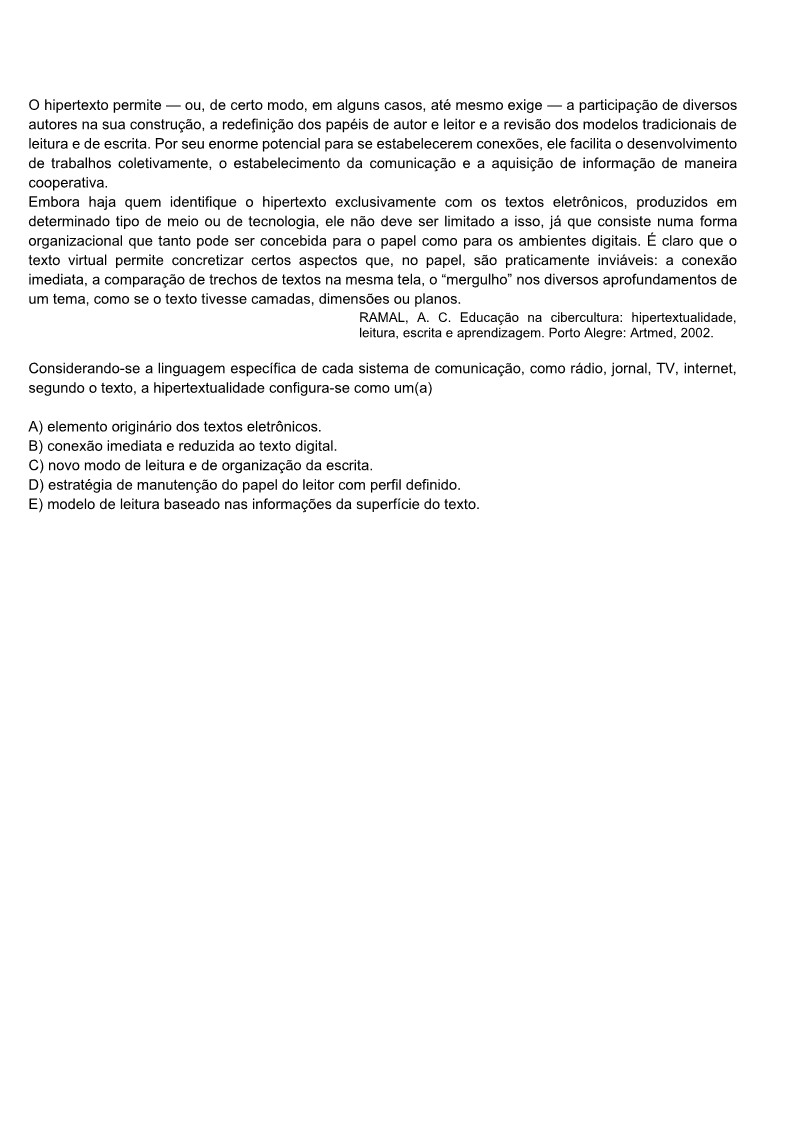 O hipertexto permite — ou, de certo modo, em alguns casos, até mesmo exige — a participação de diversos
autores na sua construção, a redefinição dos papéis de autor e leitor e a revisão dos modelos tradicionais de
leitura e de escrita. Por seu enorme potencial para se estabelecerem conexões, ele facilita o desenvolvimento
de trabalhos coletivamente, o estabelecimento da comunicação e a aquisição de informação de maneira
cooperativa.
Embora haja quem identifique o hipertexto exclusivamente com os textos eletrônicos, produzidos em
determinado tipo de meio ou de tecnologia, ele não deve ser limitado a isso, já que consiste numa forma
organizacional que tanto pode ser concebida para o papel como para os ambientes digitais. É claro que o
texto virtual permite concretizar certos aspectos que, no papel, são praticamente inviáveis: a conexão
imediata, a comparação de trechos de textos na mesma tela, o “mergulho” nos diversos aprofundamentos de
um tema, como se o texto tivesse camadas, dimensões ou planos.
RAMAL, A. C. Educação na cibercultura: hipertextualidade,
leitura, escrita e aprendizagem. Porto Alegre: Artmed, 2002.
Considerando-se a linguagem específica de cada sistema de comunicação, como rádio, jornal, TV, internet,
segundo o texto, a hipertextualidade configura-se como um(a)
A) elemento originário dos textos eletrônicos.
B) conexão imediata e reduzida ao texto digital.
C) novo modo de leitura e de organização da escrita.
D) estratégia de manutenção do papel do leitor com perfil definido.
E) modelo de leitura baseado nas informações da superfície do texto.